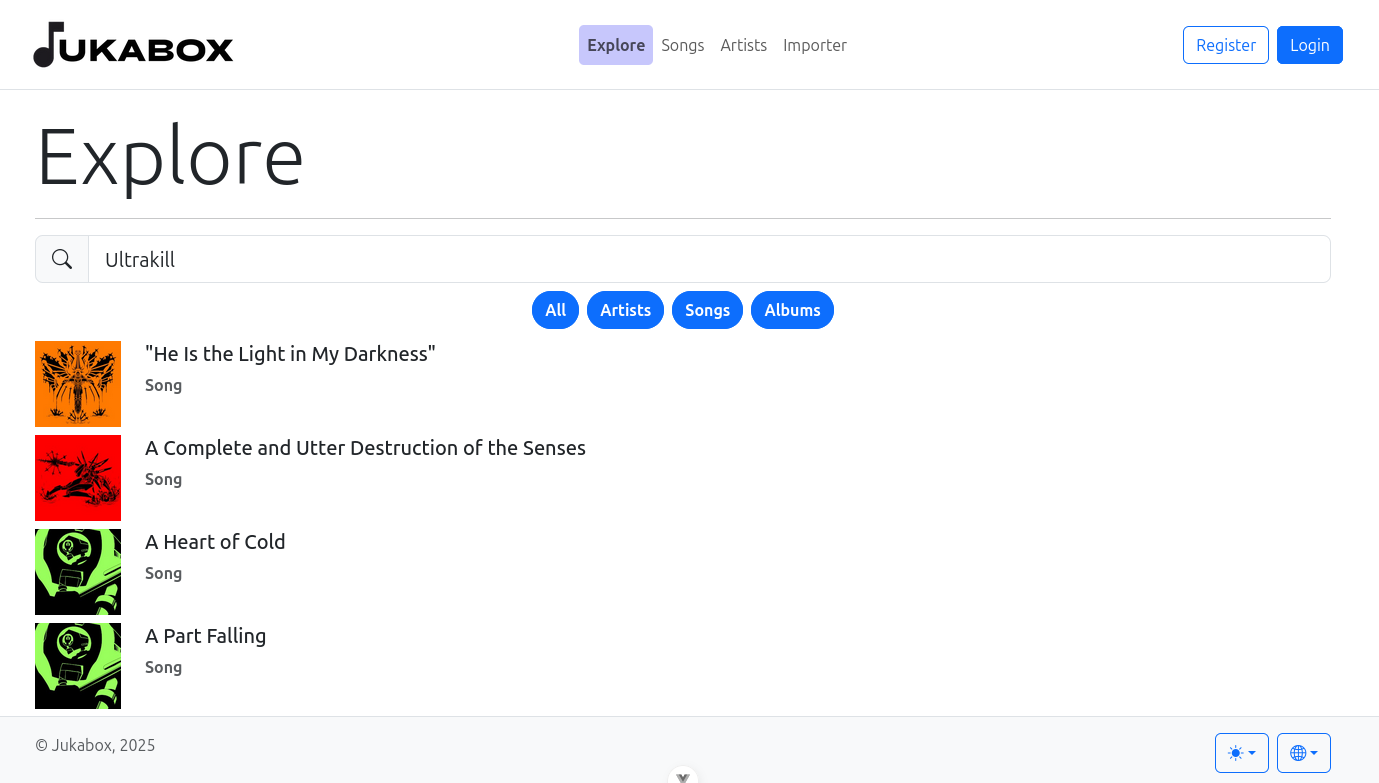 JUKABOX
Explore Songs Artists Importer
Register Login
Explore
Ultrakill
All Artists Songs Albums
"He Is the Light in My Darkness"
Song
A Complete and Utter Destruction of the Senses
Song
A Heart of Cold
Song
A Part Falling
Song
© Jukabox, 2025